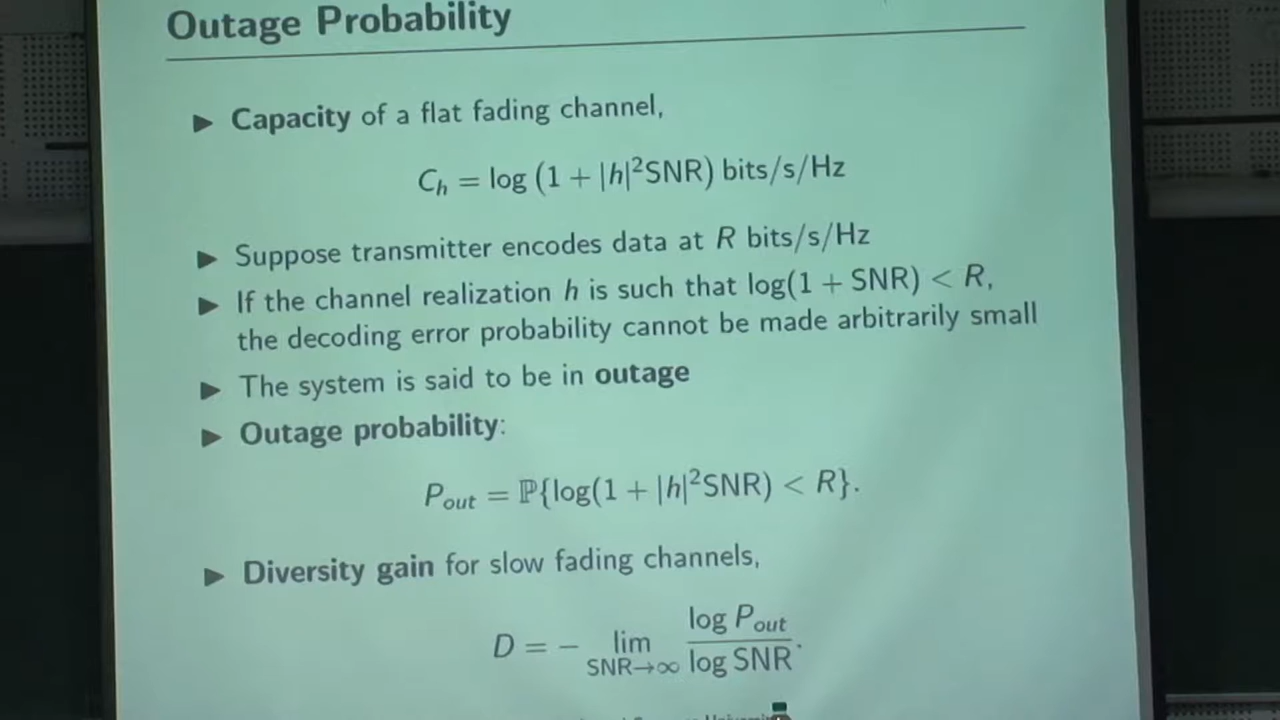 Outage Probability
▶ Capacity of a flat fading channel,
C_h = log (1 + |h|²SNR) bits/s/Hz
▶ Suppose transmitter encodes data at R bits/s/Hz
▶ If the channel realization h is such that log(1 + SNR) < R,
the decoding error probability cannot be made arbitrarily small
▶ The system is said to be in outage
▶ Outage probability:
P_out = ℙ{log(1 + |h|²SNR) < R}.
▶ Diversity gain for slow fading channels,
D = − lim_{SNR→∞} log P_out / log SNR.